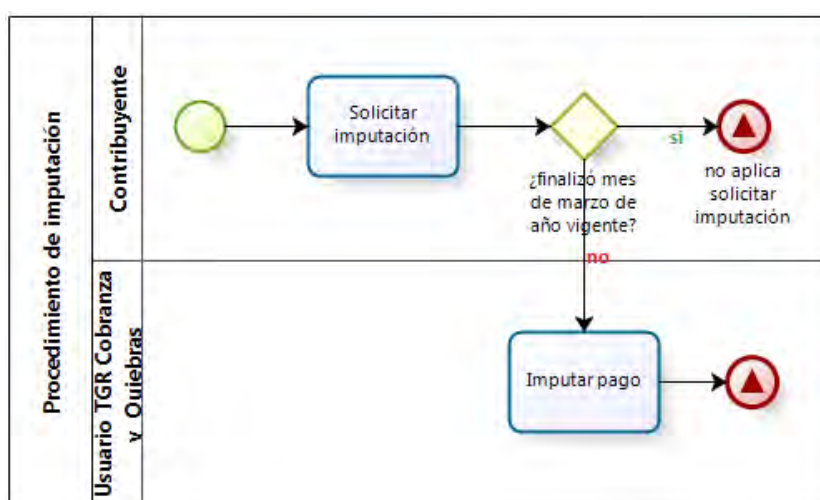 Procedimiento de imputación
Contribuyente
Solicitar
imputación
¿finalizó mes
de marzo de
año vigente?
si
no aplica
solicitar
imputación
no
Usuario TGR Cobranza
y Quiebras
Imputar pago